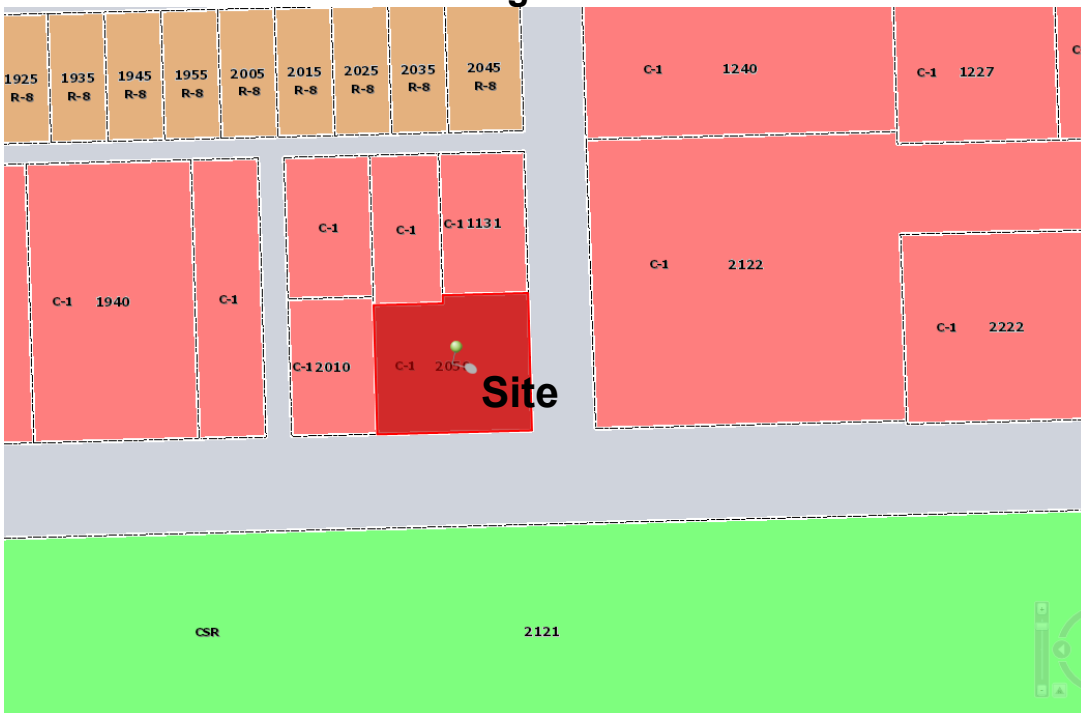 1925
R-8
1935
R-8
1945
R-8
1955
R-8
2005
R-8
2015
R-8
2025
R-8
2035
R-8
2045
R-8
C-1 1240
C-1 1227
C-1 1940
C-1
C-1
C-1
C-1 1131
C-1 2122
C-1 2222
C-1 2010
C-1
Site
CSR 2121